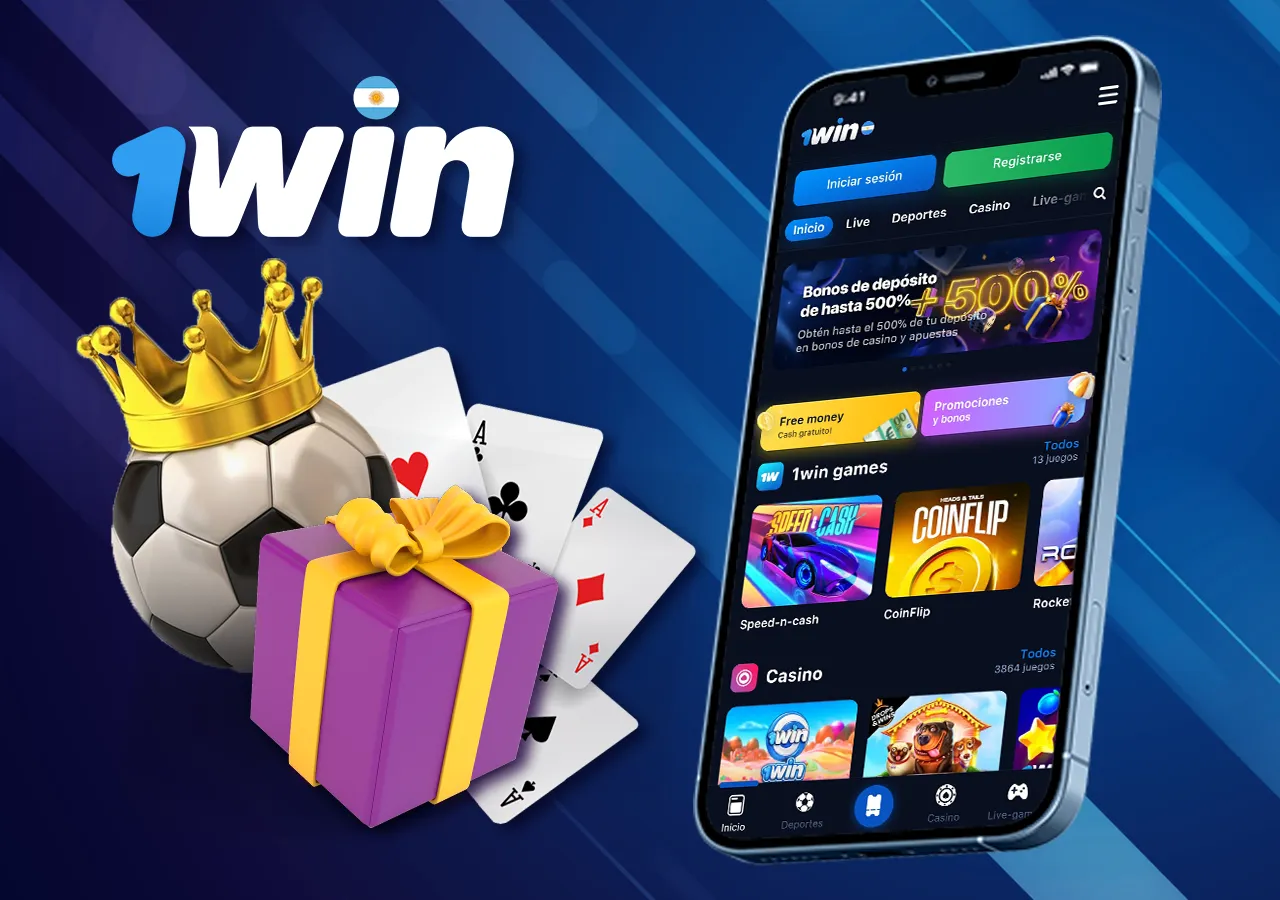 1win
A
A
A
A
A
9:41
1win
Iniciar sesión
Registrarse
Inicio
Live
Deportes
Casino
Bonos de depósito
de hasta 500%
+500%
Obtén hasta el 500% de tu depósito
en bonos de casino y apuestas
Free money
Cash gratuito!
Promociones
y bonos
Todos
13 juegos
1W
1win games
SPEED & CASH
HEADS & TAILS
COINFLIP
Speed-n-cash
CoinFlip
Todos
3864 juegos
Casino
1win
1win
DROPS
& WINS
Inicio
Deportes
Casino